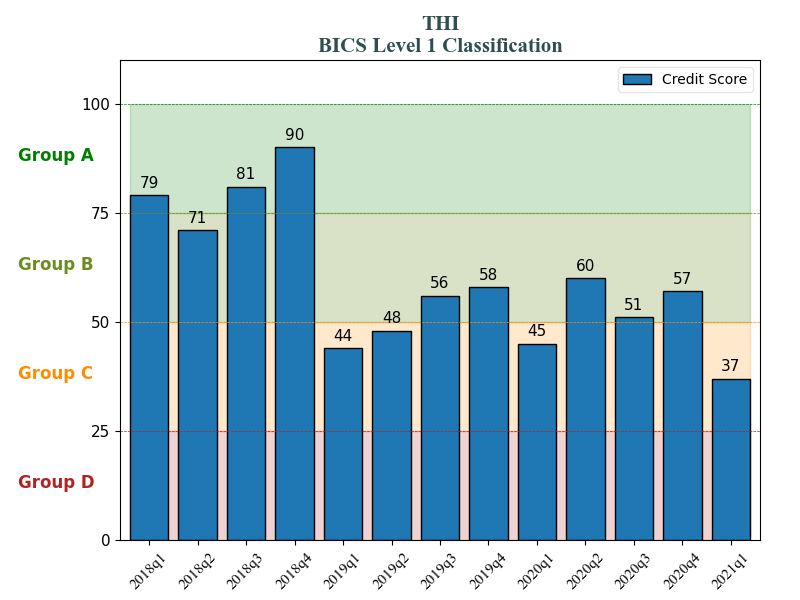 THI
BICS Level 1 Classification
Credit Score
100
Group A
75
Group B
50
Group C
25
Group D
0
79
71
81
90
44
48
56
58
45
60
51
57
37
2018q1
2018q2
2018q3
2018q4
2019q1
2019q2
2019q3
2019q4
2020q1
2020q2
2020q3
2020q4
2021q1